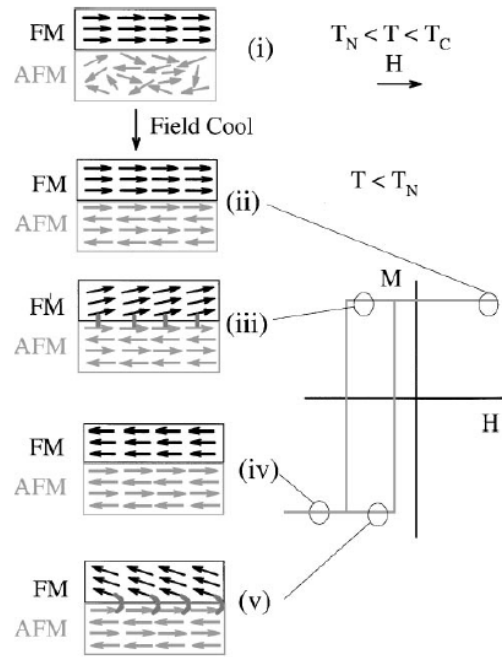 FM
AFM
(i)
T_N < T < T_C
H
Field Cool
FM
AFM
(ii)
T < T_N
M
FM
AFM
(iii)
H
FM
AFM
(iv)
FM
AFM
(v)